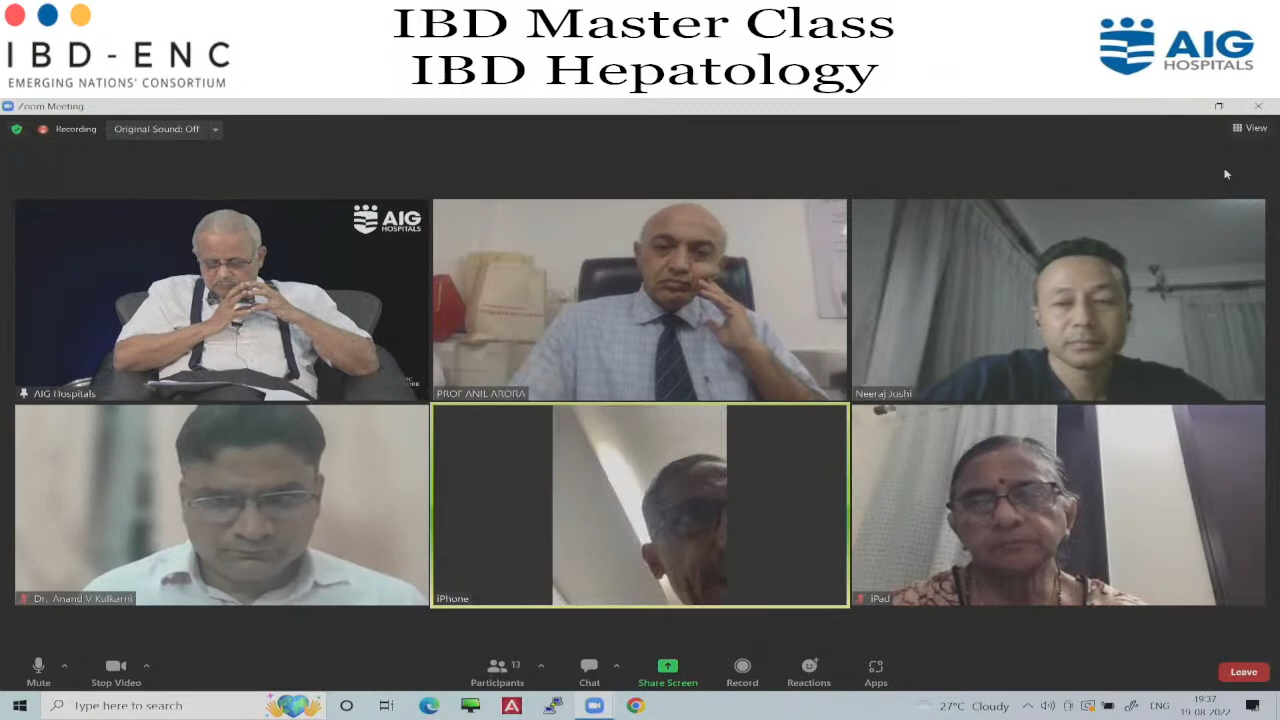 IBD Master Class
IBD Hepatology
IBD-ENC
EMERGING NATIONS' CONSORTIUM
AIG
HOSPITALS
Zoom Meeting
Recording
Original Sound: Off
View
AIG
HOSPITALS
AIG Hospitals
PROF ANIL ARORA
Neeraj Joshi
Dr. Anand V Kulkarni
iPhone
iPad
13
Mute
Stop Video
Participants
Chat
Share Screen
Record
Reactions
Apps
Leave
Type here to search
27°C Cloudy
ENG
19:37
19-08-2022